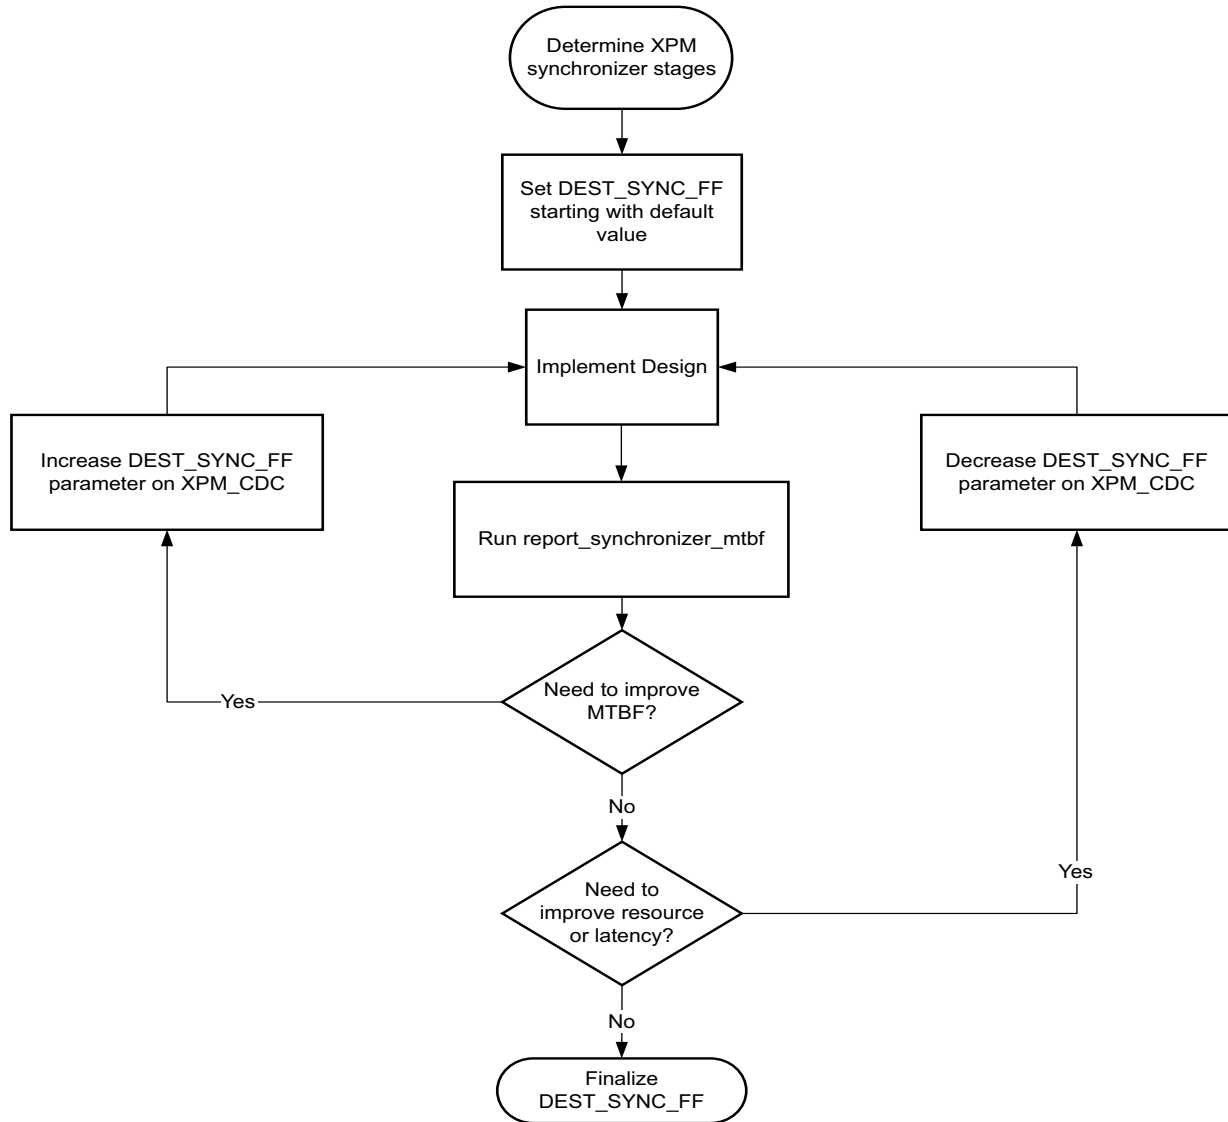 Determine XPM
synchronizer stages
Set DEST_SYNC_FF
starting with default
value
Implement Design
Increase DEST_SYNC_FF
parameter on XPM_CDC
Decrease DEST_SYNC_FF
parameter on XPM_CDC
Run report_synchronizer_mtbf
Need to improve
MTBF?
Yes
No
Need to
improve resource
or latency?
Yes
No
Finalize
DEST_SYNC_FF